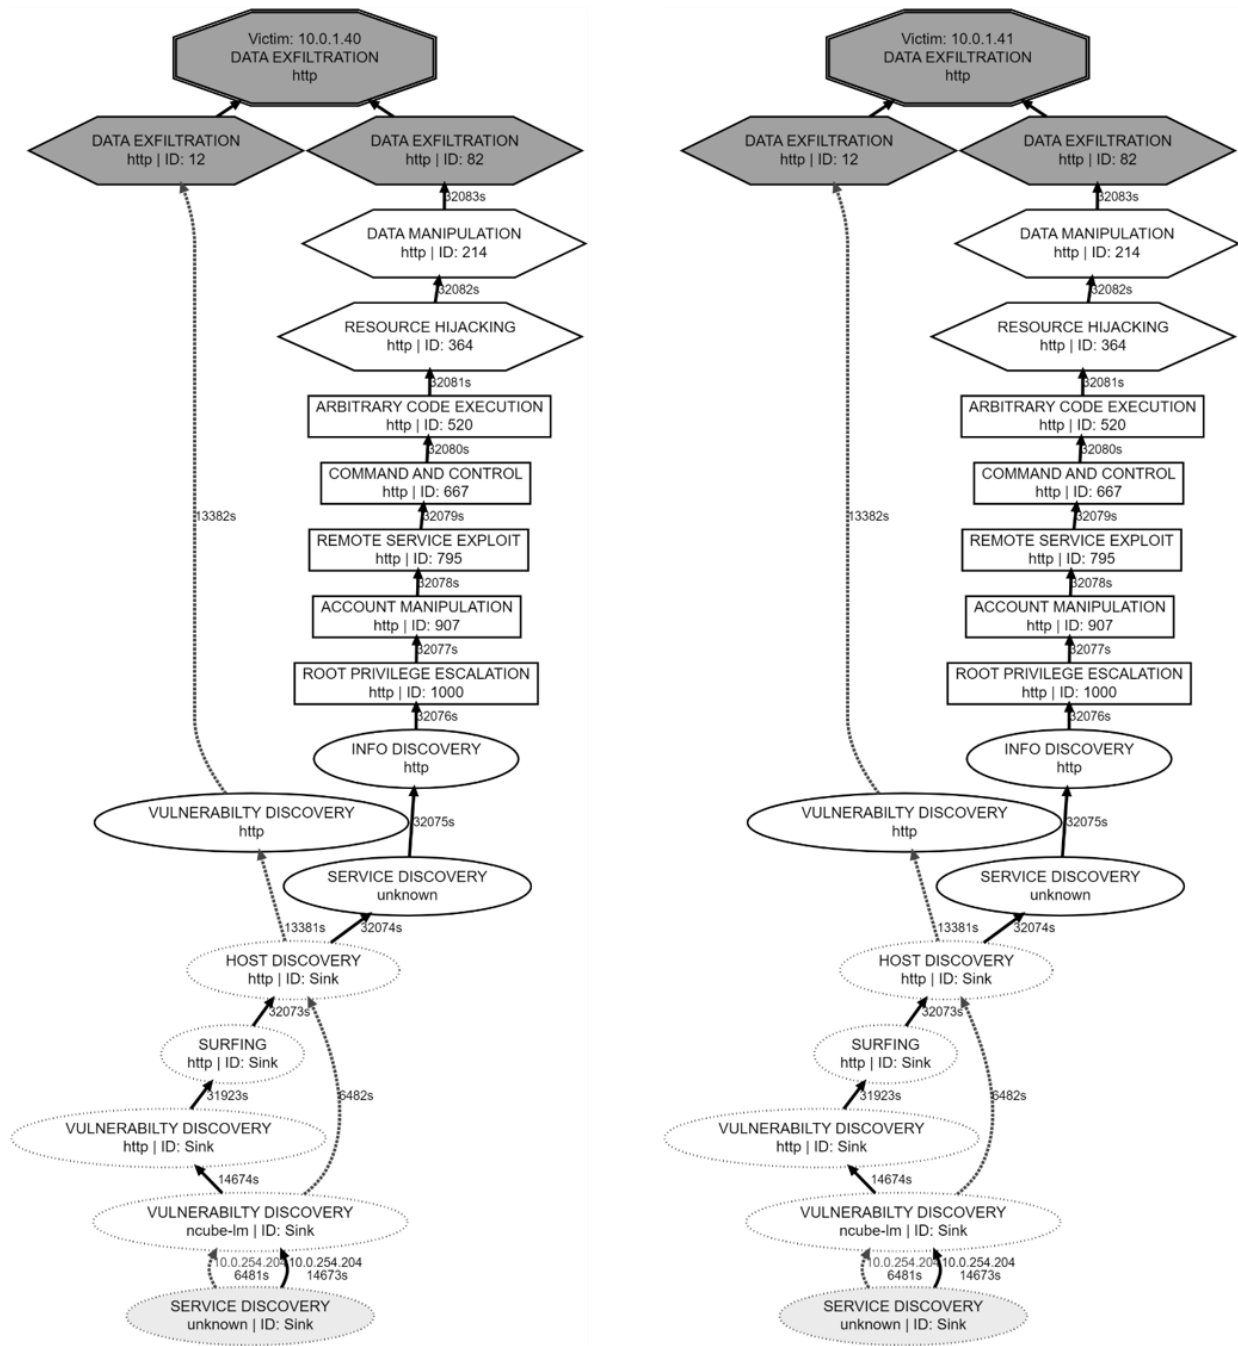 Victim: 10.0.1.40
DATA EXFILTRATION
http
DATA EXFILTRATION
http | ID: 12
DATA EXFILTRATION
http | ID: 82
32083s
DATA MANIPULATION
http | ID: 214
32082s
RESOURCE HIJACKING
http | ID: 364
32081s
ARBITRARY CODE EXECUTION
http | ID: 520
32080s
COMMAND AND CONTROL
http | ID: 667
13382s
32079s
REMOTE SERVICE EXPLOIT
http | ID: 795
32078s
ACCOUNT MANIPULATION
http | ID: 907
32077s
ROOT PRIVILEGE ESCALATION
http | ID: 1000
32076s
INFO DISCOVERY
http
VULNERABILTY DISCOVERY
http
32075s
SERVICE DISCOVERY
unknown
13381s
32074s
HOST DISCOVERY
http | ID: Sink
32073s
SURFING
http | ID: Sink
31923s
6482s
VULNERABILTY DISCOVERY
http | ID: Sink
14674s
VULNERABILTY DISCOVERY
ncube-lm | ID: Sink
10.0.254.204
6481s
10.0.254.204
14673s
SERVICE DISCOVERY
unknown | ID: Sink
Victim: 10.0.1.41
DATA EXFILTRATION
http
DATA EXFILTRATION
http | ID: 12
DATA EXFILTRATION
http | ID: 82
32083s
DATA MANIPULATION
http | ID: 214
32082s
RESOURCE HIJACKING
http | ID: 364
32081s
ARBITRARY CODE EXECUTION
http | ID: 520
32080s
COMMAND AND CONTROL
http | ID: 667
13382s
32079s
REMOTE SERVICE EXPLOIT
http | ID: 795
32078s
ACCOUNT MANIPULATION
http | ID: 907
32077s
ROOT PRIVILEGE ESCALATION
http | ID: 1000
32076s
INFO DISCOVERY
http
VULNERABILTY DISCOVERY
http
32075s
SERVICE DISCOVERY
unknown
13381s
32074s
HOST DISCOVERY
http | ID: Sink
32073s
SURFING
http | ID: Sink
31923s
6482s
VULNERABILTY DISCOVERY
http | ID: Sink
14674s
VULNERABILTY DISCOVERY
ncube-lm | ID: Sink
10.0.254.204
6481s
10.0.254.204
14673s
SERVICE DISCOVERY
unknown | ID: Sink